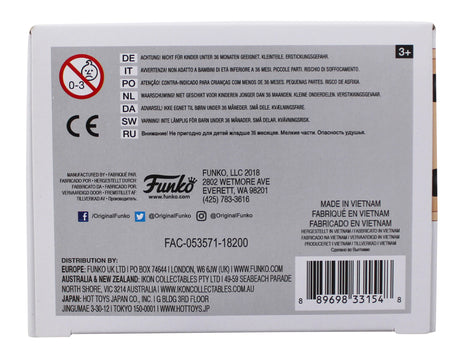 3+
0-3
DE ACHTUNG! NICHT FÜR KINDER UNTER 36 MONATEN GEEIGNET. KLEINTEILE. ERSTICKUNGSGEFAHR.
IT AVVERTENZA! NON ADATTO A BAMBINI DI ETÀ INFERIORE A 36 MESI. PICCOLI PARTI. RISCHIO DI SOFFOCAMENTO.
PO NÃO INDICADO PARA CRIANÇAS COM MENOS DE 36 MESES. PEQUENAS PARTES. RISCO DE ASFIXIA.
NL WAARSCHUWING! NIET GESCHIKT VOOR KINDEREN JONGER DAN 36 MAANDEN. KLEINE ONDERDELEN. VERSTIKKINGSGEVAAR.
DA ADVARSEL! IKKE EGNET TIL BØRN UNDER 36 MÅNEDER. SMÅ DELE. KVÆLNINGSFARE.
SW VARNING! EJ LÄMPLIG FÖR BARN UNDER 36 MÅNADER. SMÅ DELAR. KVÄVNINGSRISK.
RU Внимание! Не пригодно для детей младше 36 месяцев. Мелкие части. Опасность удушья.
CE
MANUFACTURED BY / FABRIQUÉ PAR
FABRICADO POR / HERGESTELLT DURCH
FABRICADO POR / FABBRICATO DA
VERVAARDIGD DOOR / FREMSTILLET AF
TILLVERKAD AV /
Funko
www.funko.com
FUNKO, LLC 2018
2802 WETMORE AVE
EVERETT, WA 98201
(425) 783-3616
/OriginalFunko @OriginalFunko @OriginalFunko
MADE IN VIETNAM
FABRIQUÉ EN VIETNAM
FABRICADO EN VIETNAM
HERGESTELLT IN VIETNAM
FABRICADO NO VIETNAM
VERVAARDIGD IN VIETNAM
PRODUCERET I VIETNAM / TILLVERKAD I VIETNAM
Сделано во Вьетнаме
FAC-053571-18200
DISTRIBUTION BY:
EUROPE: FUNKO UK LTD | PO BOX 74644 | LONDON, W6 6JW (UK) | WWW.FUNKO.COM
AUSTRALIA & NEW ZEALAND: IKON COLLECTABLES PTY LTD | 49-59 SEABEACH PARADE
NORTH SHORE, VIC 3214 AUSTRALIA | WWW.IKONCOLLECTABLES.COM.AU
JAPAN: HOT TOYS JAPAN CO., INC. | G BLDG 3RD FLOOR
JINGUMAE 3-30-12 | TOKYO 150-0001 | WWW.HOTTOYS.JP
8 89698 33154 8